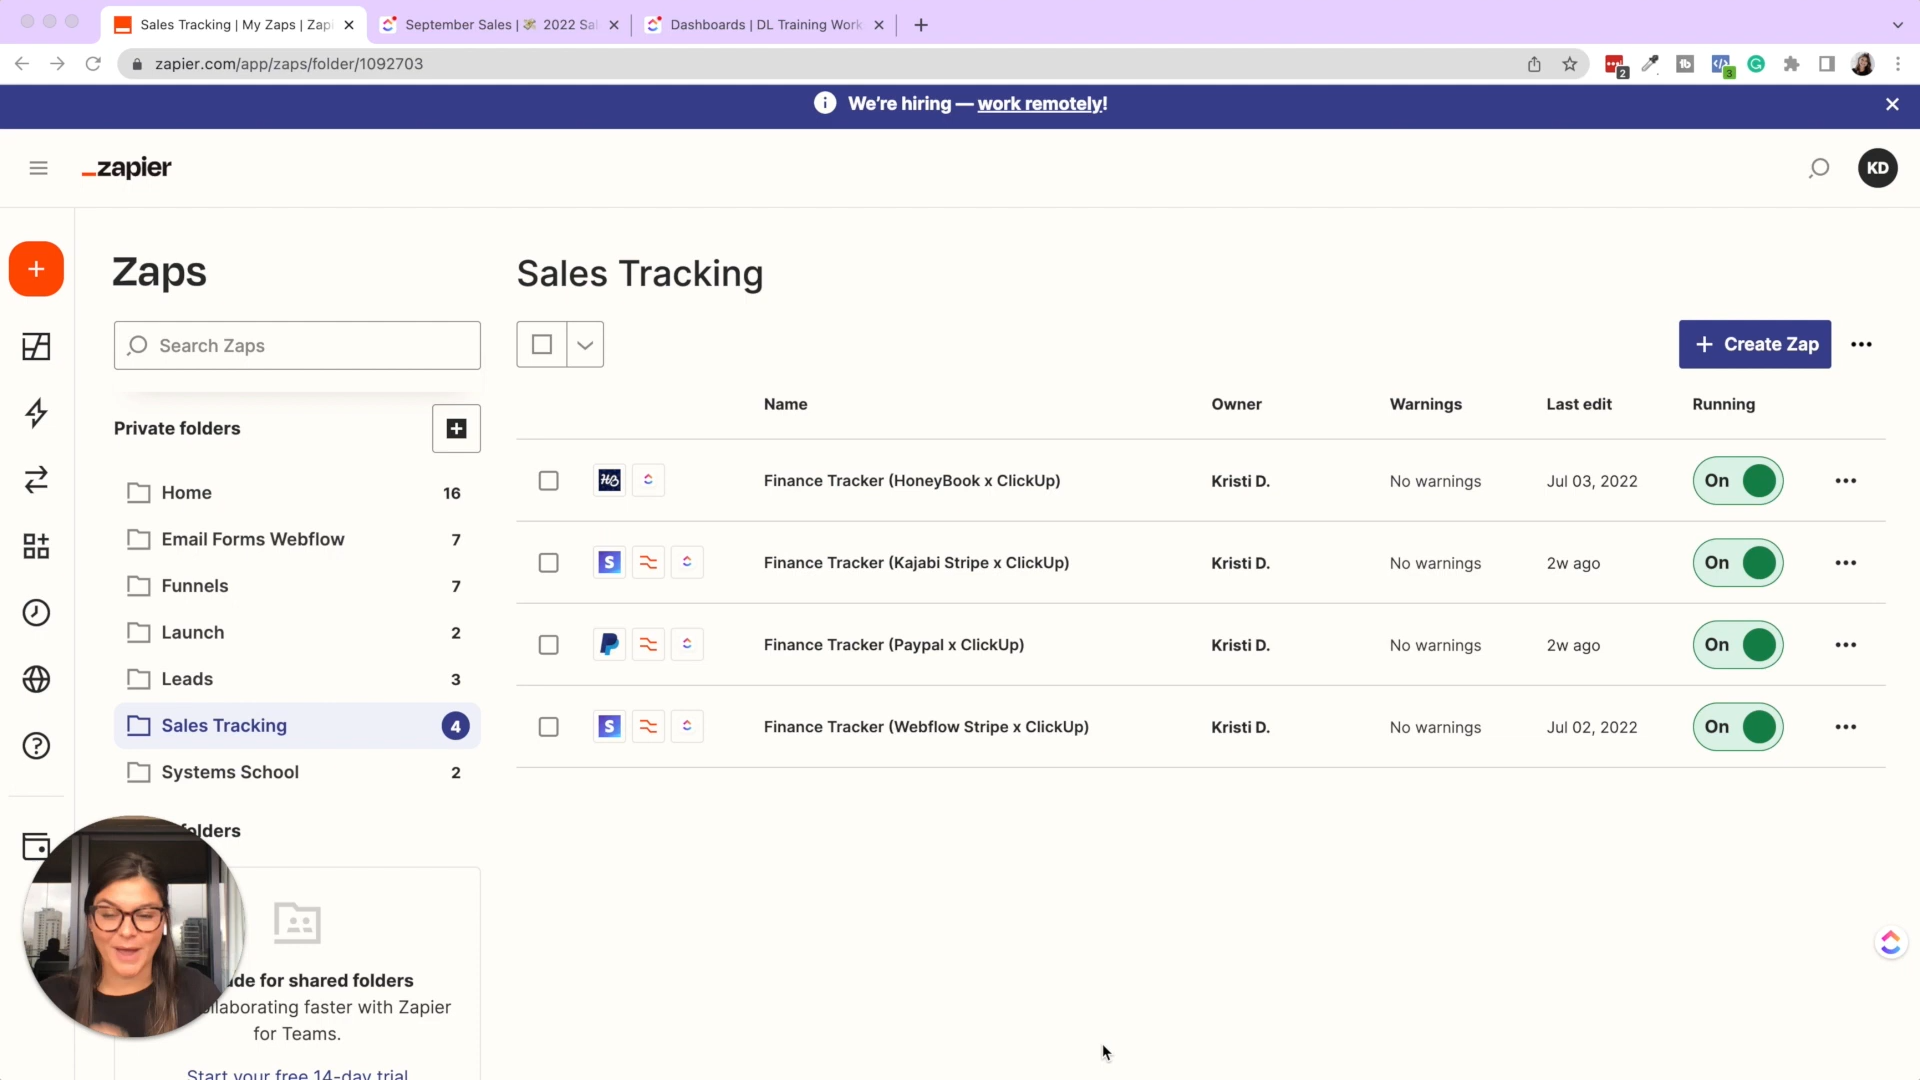 Sales Tracking | My Zaps | Zap
September Sales | 💸 2022 Sal
Dashboards | DL Training Work
zapier.com/app/zaps/folder/1092703
2
3
We're hiring — work remotely!
zapier
KD
Zaps
Search Zaps
Private folders
Home 16
Email Forms Webflow 7
Funnels 7
Launch 2
Leads 3
Sales Tracking 4
Systems School 2
folders
de for shared folders
llaborating faster with Zapier
for Teams.
Start your free 14-day trial
Sales Tracking
+ Create Zap
Name Owner Warnings Last edit Running
Finance Tracker (HoneyBook x ClickUp) Kristi D. No warnings Jul 03, 2022 On
Finance Tracker (Kajabi Stripe x ClickUp) Kristi D. No warnings 2w ago On
Finance Tracker (Paypal x ClickUp) Kristi D. No warnings 2w ago On
Finance Tracker (Webflow Stripe x ClickUp) Kristi D. No warnings Jul 02, 2022 On